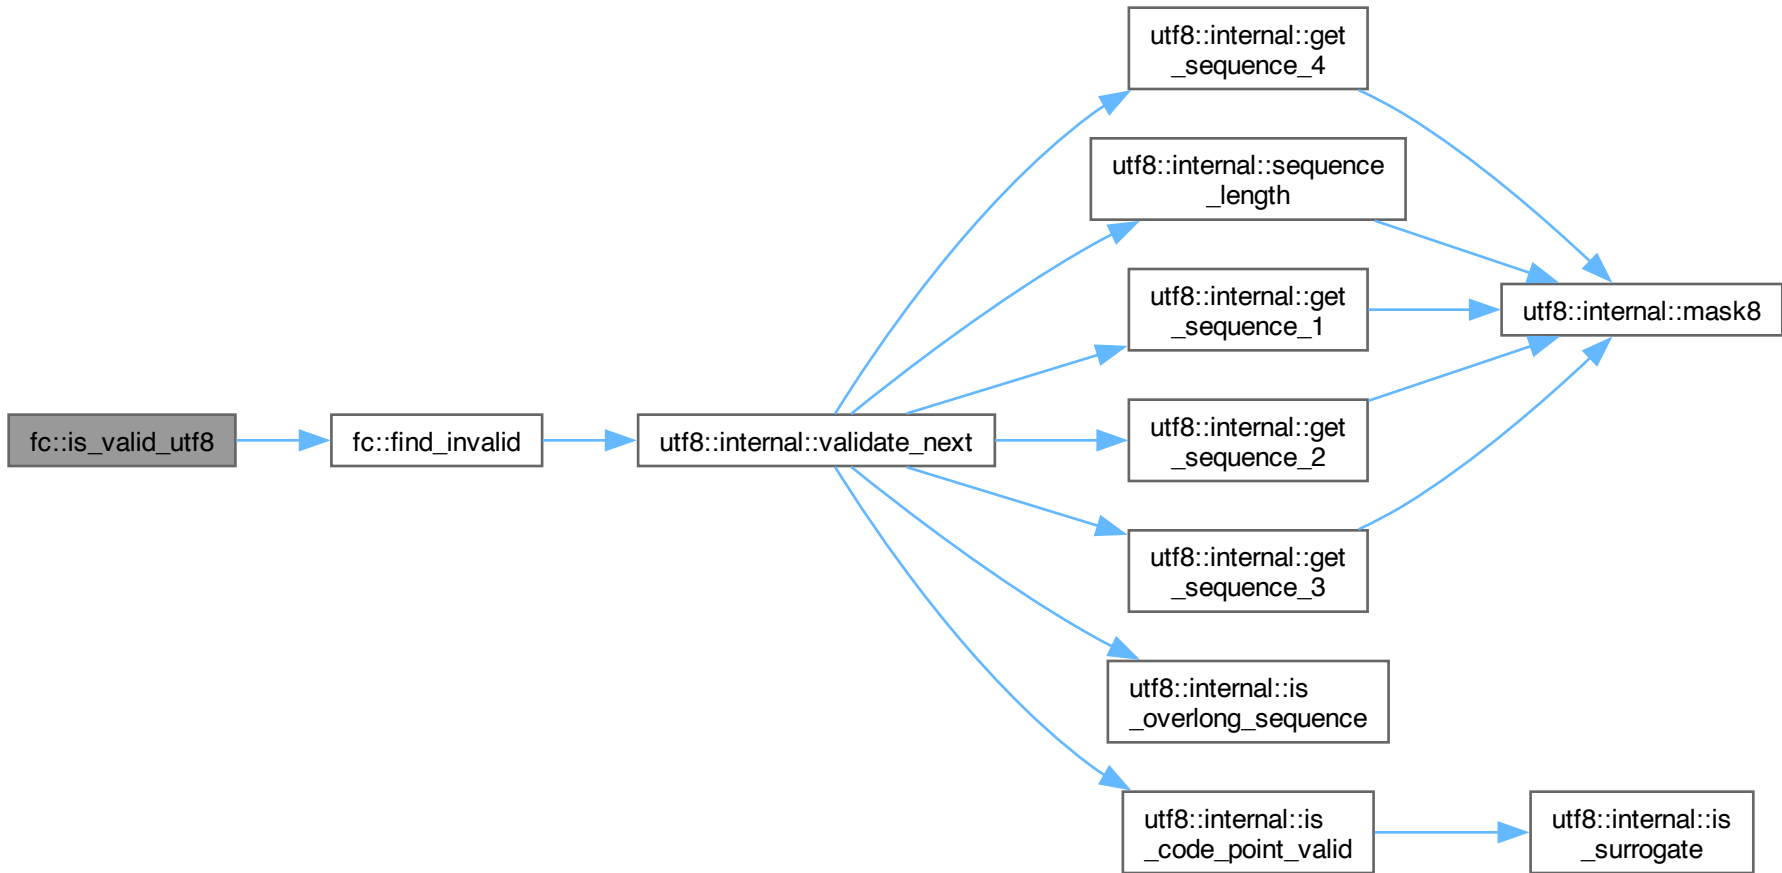 fc::is_valid_utf8
fc::find_invalid
utf8::internal::validate_next
utf8::internal::get
_sequence_4
utf8::internal::sequence
_length
utf8::internal::get
_sequence_1
utf8::internal::get
_sequence_2
utf8::internal::get
_sequence_3
utf8::internal::is
_overlong_sequence
utf8::internal::is
_code_point_valid
utf8::internal::mask8
utf8::internal::is
_surrogate